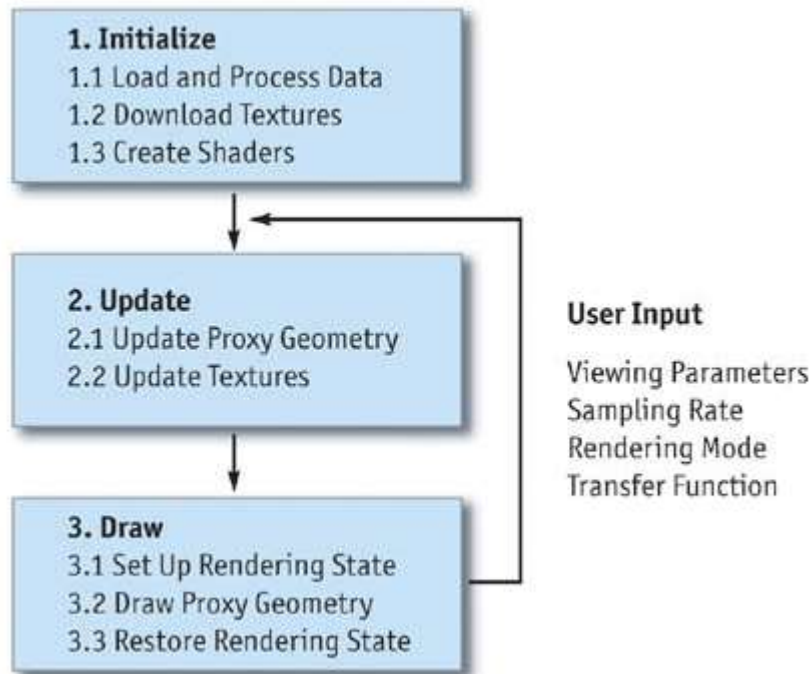 1. Initialize
1.1 Load and Process Data
1.2 Download Textures
1.3 Create Shaders
2. Update
2.1 Update Proxy Geometry
2.2 Update Textures
3. Draw
3.1 Set Up Rendering State
3.2 Draw Proxy Geometry
3.3 Restore Rendering State
User Input
Viewing Parameters
Sampling Rate
Rendering Mode
Transfer Function